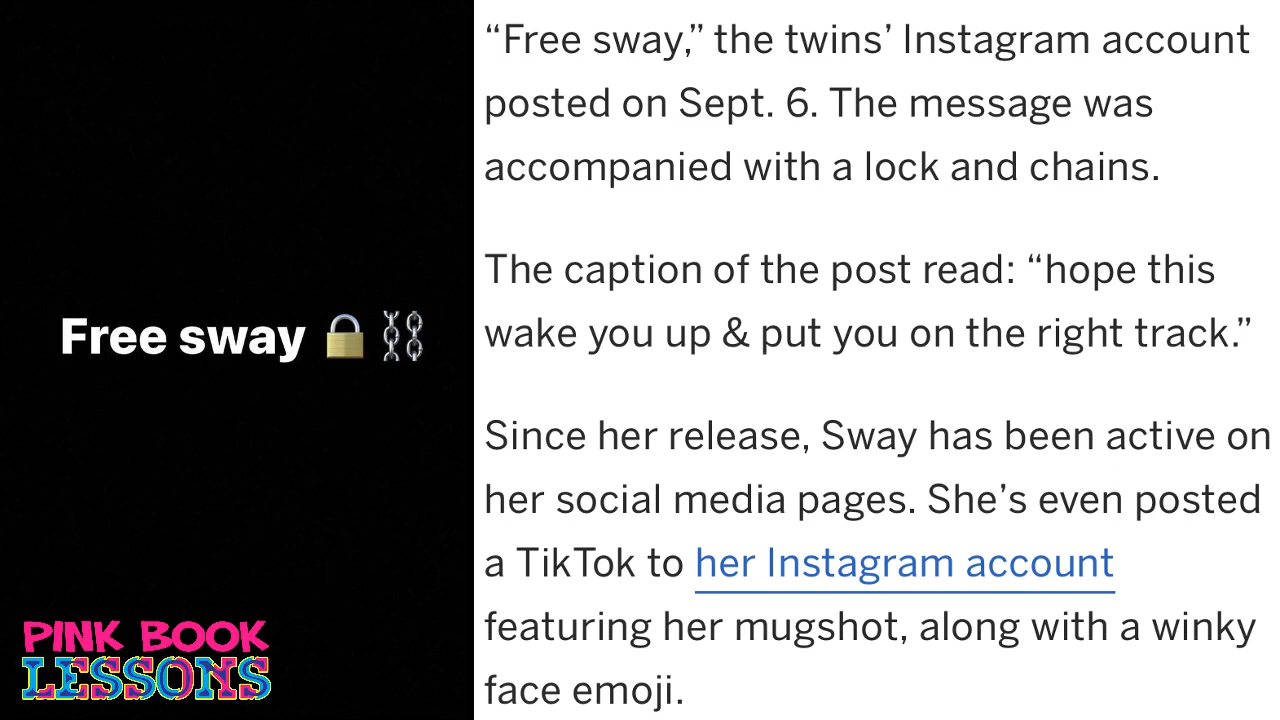 Free sway 🔒⛓️
PINK BOOK
LESSONS
“Free sway,” the twins’ Instagram account
posted on Sept. 6. The message was
accompanied with a lock and chains.
The caption of the post read: “hope this
wake you up & put you on the right track.”
Since her release, Sway has been active on
her social media pages. She’s even posted
a TikTok to her Instagram account
featuring her mugshot, along with a winky
face emoji.